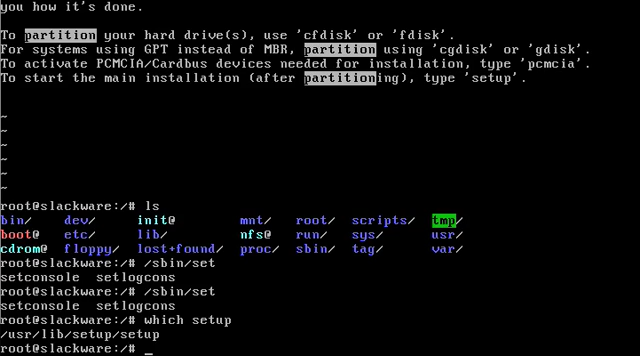 you how it's done.
To partition your hard drive(s), use 'cfdisk' or 'fdisk'.
For systems using GPT instead of MBR, partition using 'cgdisk' or 'gdisk'.
To activate PCMCIA/Cardbus devices needed for installation, type 'pcmcia'.
To start the main installation (after partitioning), type 'setup'.
~
~
~
~
~
root@slackware:/# ls
bin/ dev/ init@ mnt/ root/ scripts/ tmp/
boot@ etc/ lib/ nfs@ run/ sys/ usr/
cdrom@ floppy/ lost+found/ proc/ sbin/ tag/ var/
root@slackware:/# /sbin/set
setconsole setlogcons
root@slackware:/# /sbin/set
setconsole setlogcons
root@slackware:/# which setup
/usr/lib/setup/setup
root@slackware:/# _